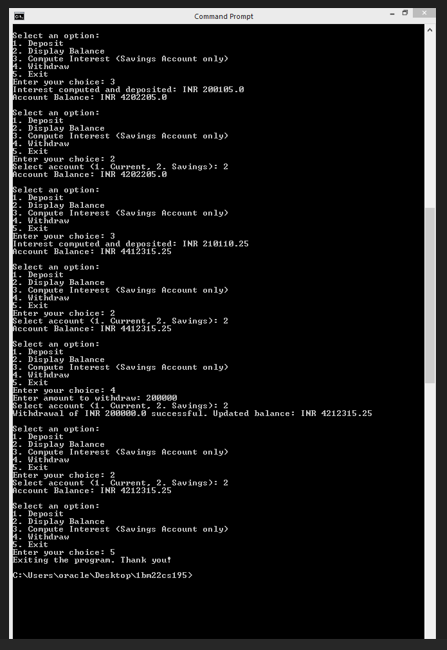 Command Prompt
Select an option:
1. Deposit
2. Display Balance
3. Compute Interest (Savings Account only)
4. Withdraw
5. Exit
Enter your choice: 3
Interest computed and deposited: INR 200105.0
Account Balance: INR 4202205.0
Select an option:
1. Deposit
2. Display Balance
3. Compute Interest (Savings Account only)
4. Withdraw
5. Exit
Enter your choice: 2
Select account (1. Current, 2. Savings): 2
Account Balance: INR 4202205.0
Select an option:
1. Deposit
2. Display Balance
3. Compute Interest (Savings Account only)
4. Withdraw
5. Exit
Enter your choice: 3
Interest computed and deposited: INR 210110.25
Account Balance: INR 4412315.25
Select an option:
1. Deposit
2. Display Balance
3. Compute Interest (Savings Account only)
4. Withdraw
5. Exit
Enter your choice: 2
Select account (1. Current, 2. Savings): 2
Account Balance: INR 4412315.25
Select an option:
1. Deposit
2. Display Balance
3. Compute Interest (Savings Account only)
4. Withdraw
5. Exit
Enter your choice: 4
Enter amount to withdraw: 200000
Select account (1. Current, 2. Savings): 2
Withdrawal of INR 200000.0 successful. Updated balance: INR 4212315.25
Select an option:
1. Deposit
2. Display Balance
3. Compute Interest (Savings Account only)
4. Withdraw
5. Exit
Enter your choice: 2
Select account (1. Current, 2. Savings): 2
Account Balance: INR 4212315.25
Select an option:
1. Deposit
2. Display Balance
3. Compute Interest (Savings Account only)
4. Withdraw
5. Exit
Enter your choice: 5
Exiting the program. Thank you!
C:\Users\oracle\Desktop\1bm22cs195>